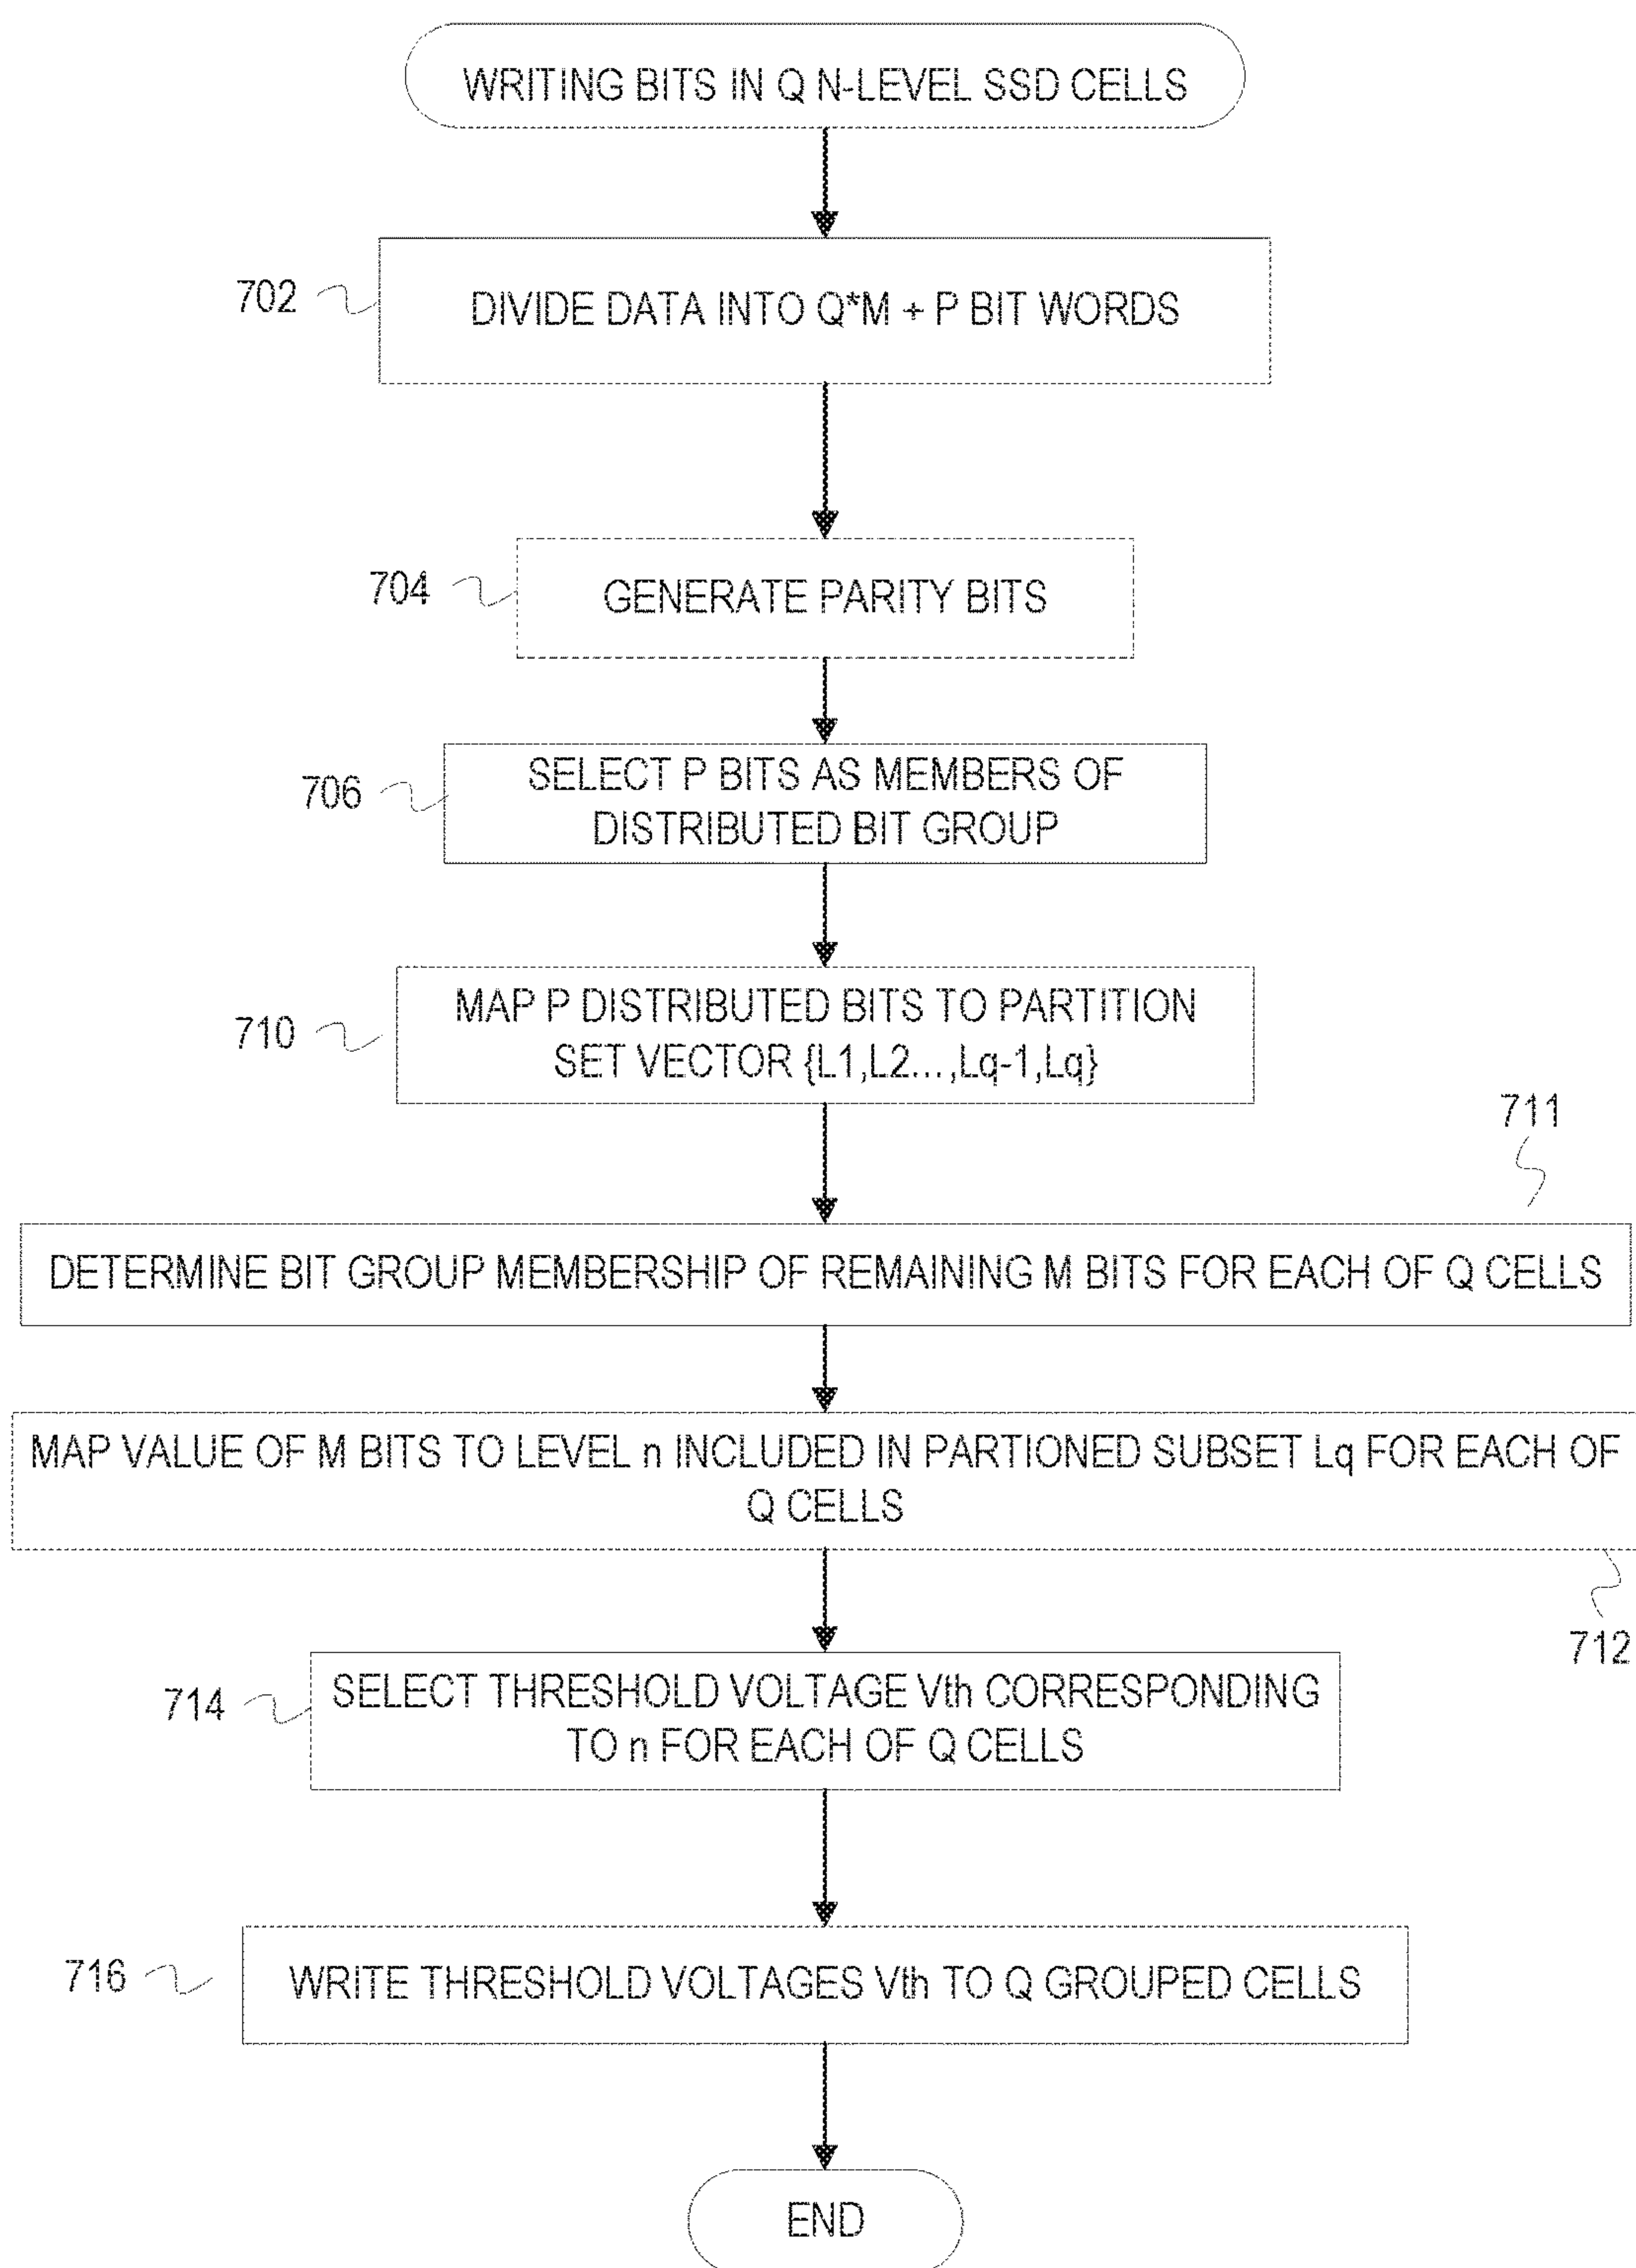 WRITING BITS IN Q N-LEVEL SSD CELLS
702
DIVIDE DATA INTO Q*M + P BIT WORDS
704
GENERATE PARITY BITS
706
SELECT P BITS AS MEMBERS OF
DISTRIBUTED BIT GROUP
710
MAP P DISTRIBUTED BITS TO PARTITION
SET VECTOR {L1,L2...,Lq-1,Lq}
711
DETERMINE BIT GROUP MEMBERSHIP OF REMAINING M BITS FOR EACH OF Q CELLS
MAP VALUE OF M BITS TO LEVEL n INCLUDED IN PARTIONED SUBSET Lq FOR EACH OF
Q CELLS
712
714
SELECT THRESHOLD VOLTAGE Vth CORRESPONDING
TO n FOR EACH OF Q CELLS
716
WRITE THRESHOLD VOLTAGES Vth TO Q GROUPED CELLS
END